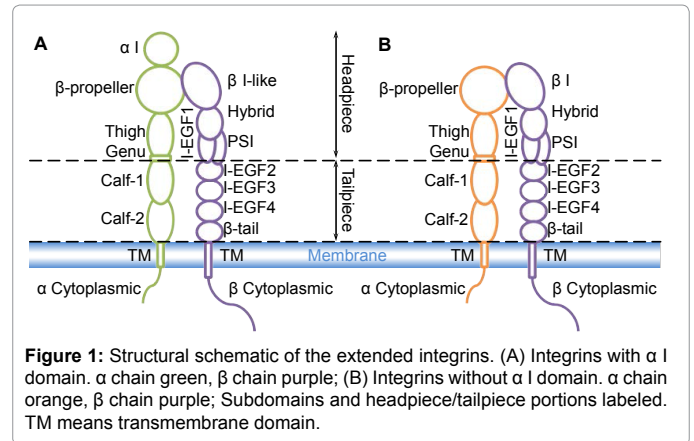 A
α I
β-propeller
Thigh
Genu
Calf-1
Calf-2
TM
α Cytoplasmic
β I-like
Hybrid
I-EGF1
PSI
I-EGF2
I-EGF3
I-EGF4
β-tail
TM
β Cytoplasmic
Headpiece
Tailpiece
Membrane
B
β-propeller
Thigh
Genu
Calf-1
Calf-2
TM
α Cytoplasmic
β I
Hybrid
I-EGF1
PSI
I-EGF2
I-EGF3
I-EGF4
β-tail
TM
β Cytoplasmic
Figure 1: Structural schematic of the extended integrins. (A) Integrins with α I
domain. α chain green, β chain purple; (B) Integrins without α I domain. α chain
orange, β chain purple; Subdomains and headpiece/tailpiece portions labeled.
TM means transmembrane domain.